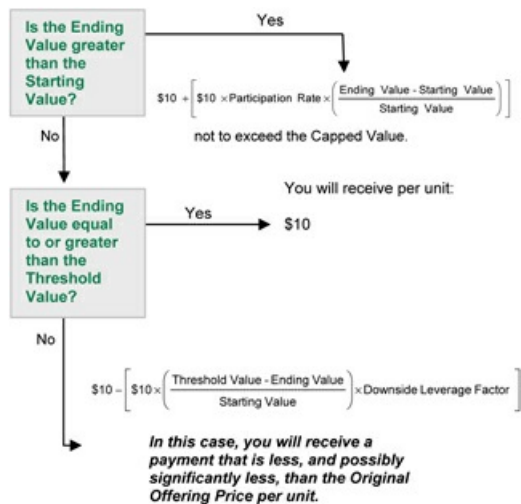 Is the Ending
Value greater
than the
Starting
Value?
Yes
$10 + [ $10 × Participation Rate × ( Ending Value - Starting Value / Starting Value ) ]
not to exceed the Capped Value.
No
You will receive per unit:
Is the Ending
Value equal
to or greater
than the
Threshold
Value?
Yes
$10
No
$10 – [ $10 × ( Threshold Value - Ending Value / Starting Value ) × Downside Leverage Factor ]
In this case, you will receive a
payment that is less, and possibly
significantly less, than the Original
Offering Price per unit.